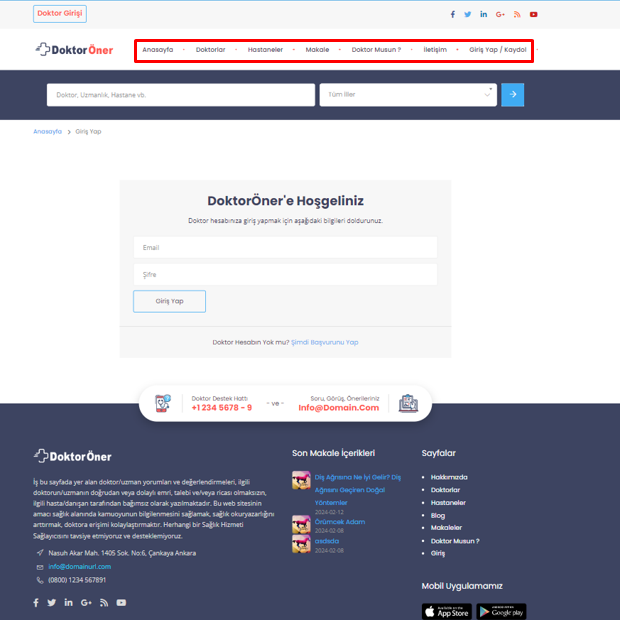 Doktor Girişi
DoktorÖner
Anasayfa
Doktorlar
Hastaneler
Makale
Doktor Musun ?
İletişim
Giriş Yap / Kaydol
Doktor, Uzmanlık, Hastane vb.
Tüm İller
Anasayfa > Giriş Yap
DoktorÖner'e Hoşgeliniz
Doktor hesabınıza giriş yapmak için aşağıdaki bilgileri doldurunuz.
Email
Şifre
Giriş Yap
Doktor Hesabın Yok mu? Şimdi Başvurunu Yap
Doktor Destek Hattı
+1 234 5678 - 9
- ve -
Soru, Görüş, Önerileriniz
Info@Domain.Com
DoktorÖner
İş bu sayfada yer alan doktor/uzman yorumları ve değerlendirmeleri, ilgili
doktorun/uzmanın doğrudan veya dolaylı emri, talebi ve/veya ricası olmaksızın,
ilgili hasta/danışan tarafından bağımsız olarak yazılmaktadır. Bu web sitesinin
amacı sağlık alanında kamuoyunun bilgilenmesini sağlamak, sağlık okuryazarlığını
arttırmak, doktora erişimi kolaylaştırmaktır. Herhangi bir Sağlık Hizmeti
Sağlayıcısını tavsiye etmiyoruz ve desteklemiyoruz.
Nasuh Akar Mah. 1405 Sok. No:6, Çankaya Ankara
info@domainurl.com
(0800) 1234 567891
Son Makale İçerikleri
Diş Ağrısına Ne İyi Gelir? Diş
Ağrısını Geçiren Doğal
Yöntemler
2024-02-12
Örümcek Adam
2024-02-08
asdsda
2024-02-08
Sayfalar
Hakkımızda
Doktorlar
Hastaneler
Blog
Makaleler
Doktor Musun ?
Giriş
Mobil Uygulamamız
App Store
Google play